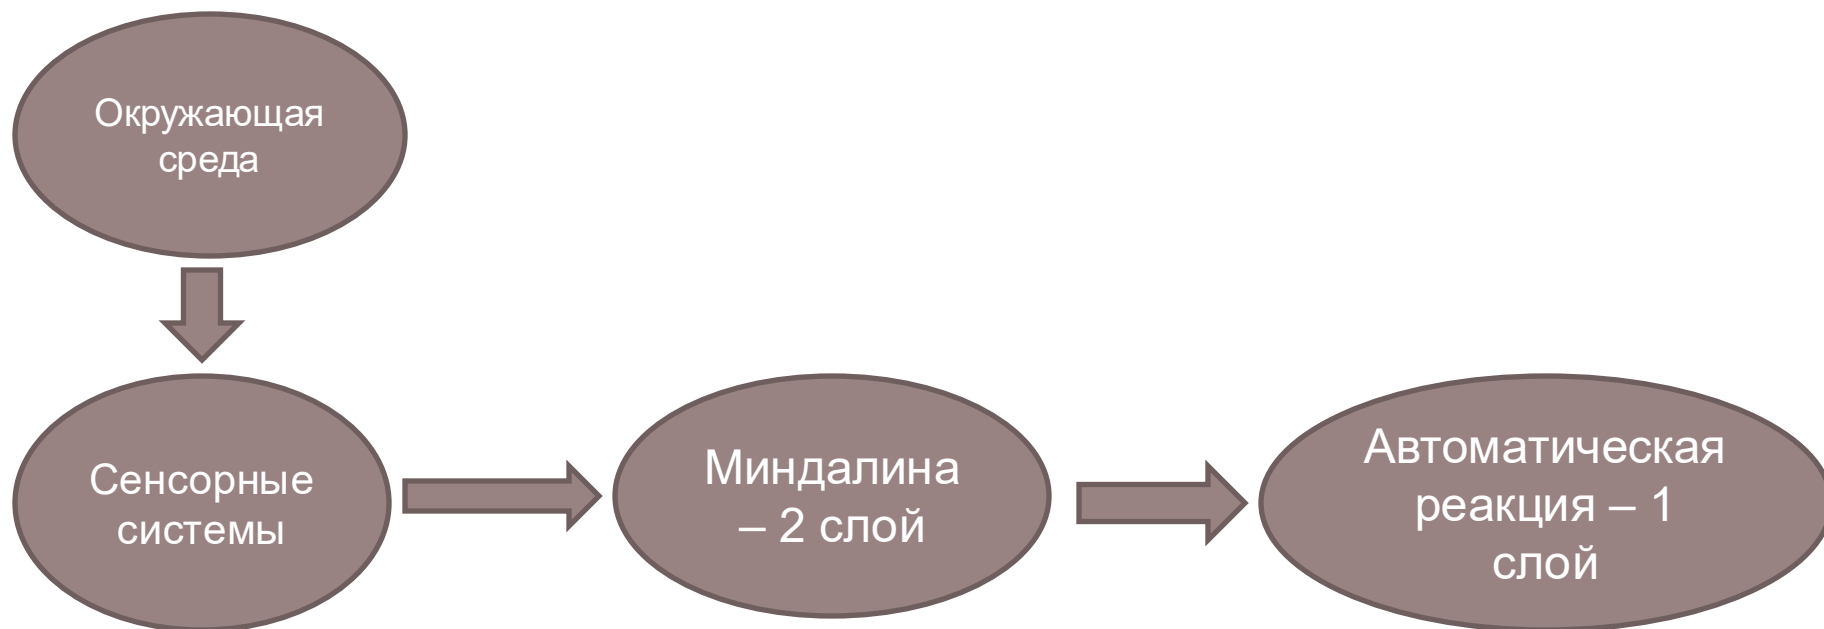 Окружающая
среда
Сенсорные
системы
Миндалина
– 2 слой
Автоматическая
реакция – 1
слой